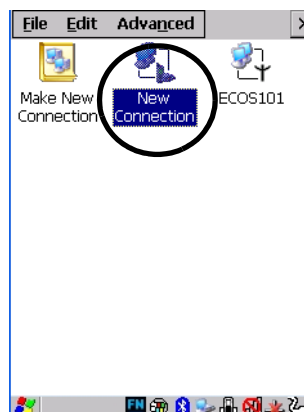 File Edit Advanced ×
Make New Connection
New Connection
ECOS101
FN